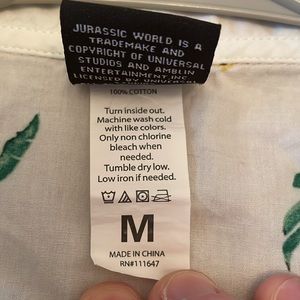 JURASSIC WORLD IS A
TRADEMAKE AND
COPYRIGHT OF UNIVERSAL
STUDIOS AND AMBLIN
ENTERTAINMENT, INC.
LICENSED BY UNIVERSAL
100% COTTON
Turn inside out.
Machine wash cold
with like colors.
Only non chlorine
bleach when
needed.
Tumble dry low.
Low iron if needed.
M
MADE IN CHINA
RN#111647